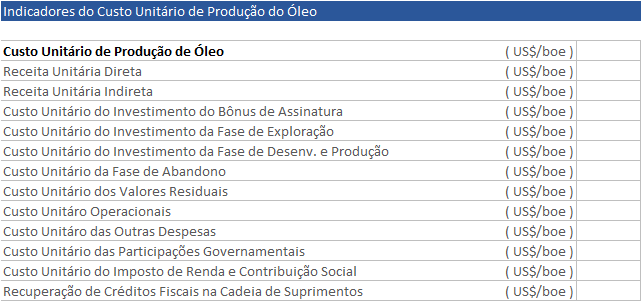 Indicadores do Custo Unitário de Produção do Óleo
Custo Unitário de Produção de Óleo ( US$/boe )
Receita Unitária Direta ( US$/boe )
Receita Unitária Indireta ( US$/boe )
Custo Unitário do Investimento do Bônus de Assinatura ( US$/boe )
Custo Unitário do Investimento da Fase de Exploração ( US$/boe )
Custo Unitário do Investimento da Fase de Desenv. e Produção ( US$/boe )
Custo Unitário da Fase de Abandono ( US$/boe )
Custo Unitário dos Valores Residuais ( US$/boe )
Custo Unitáro Operacionais ( US$/boe )
Custo Unitáro das Outras Despesas ( US$/boe )
Custo Unitário das Participações Governamentais ( US$/boe )
Custo Unitário do Imposto de Renda e Contribuição Social ( US$/boe )
Recuperação de Créditos Fiscais na Cadeia de Suprimentos ( US$/boe )